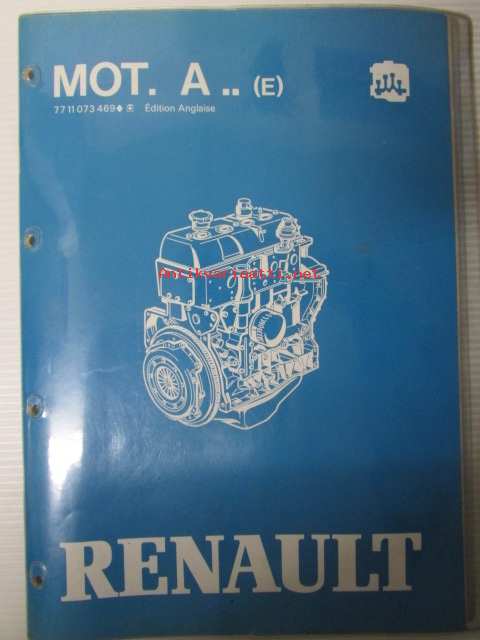 MOT. A .. (E)
77 11 073 469 Édition Anglaise
Antikvariaatti.net
RENAULT